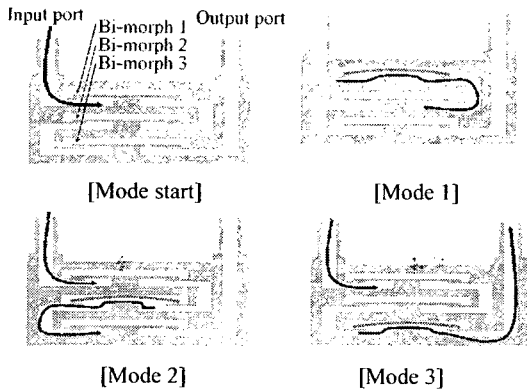 Input port
Output port
Bi-morph 1
Bi-morph 2
Bi-morph 3
[Mode start]
[Mode 1]
[Mode 2]
[Mode 3]